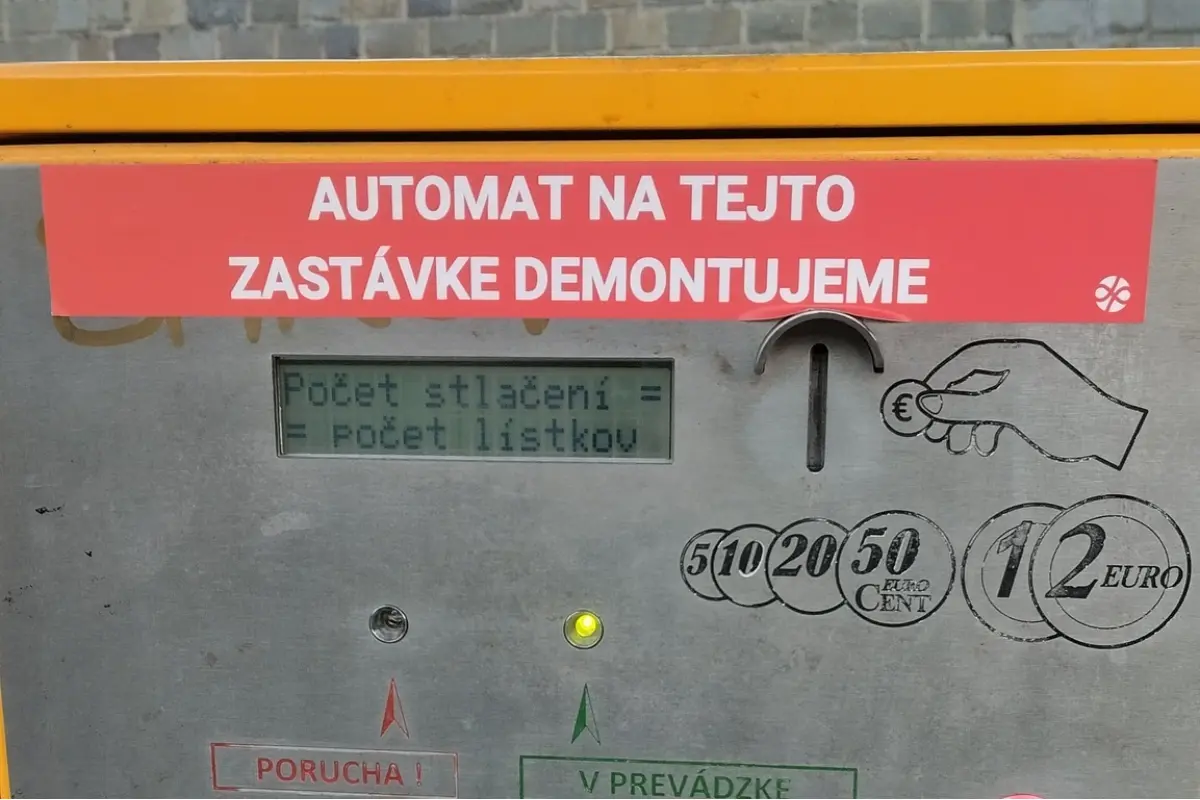 AUTOMAT NA TEJTO
ZASTÁVKE DEMONTUJEME
Počet stlačení =
= počet lístkov
€
5 10 20 50 EURO CENT
1 2 EURO
PORUCHA !
V PREVÁDZKE